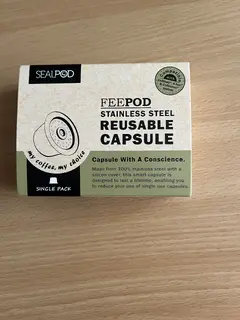 SEALPOD
FEEPOD
STAINLESS STEEL
REUSABLE
CAPSULE
my coffee, my choice
Capsule With A Conscience.
Made from 100% stainless steel with a
silicon cover, this smart capsule is
designed to last a lifetime, enabling you
to reduce your use of single use capsules.
SINGLE PACK